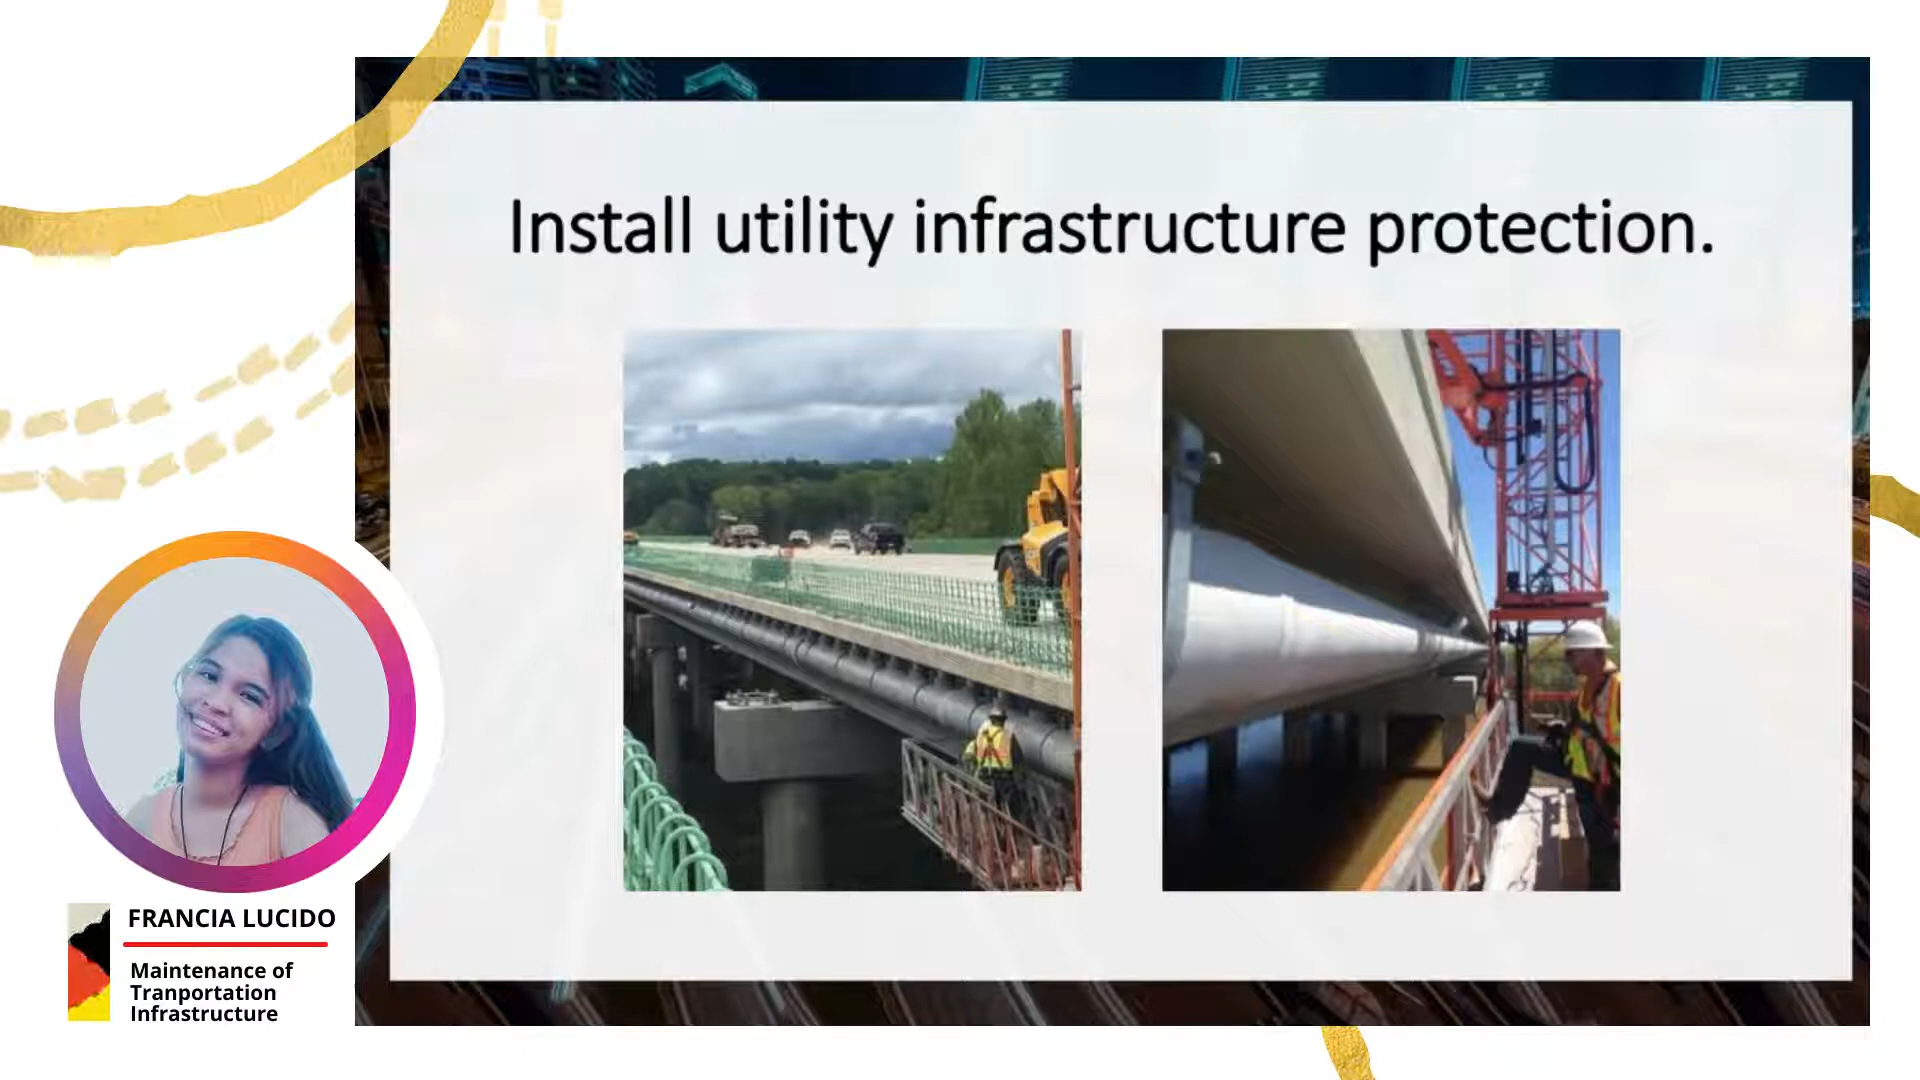 Install utility infrastructure protection.
FRANCIA LUCIDO
Maintenance of
Tranportation
Infrastructure